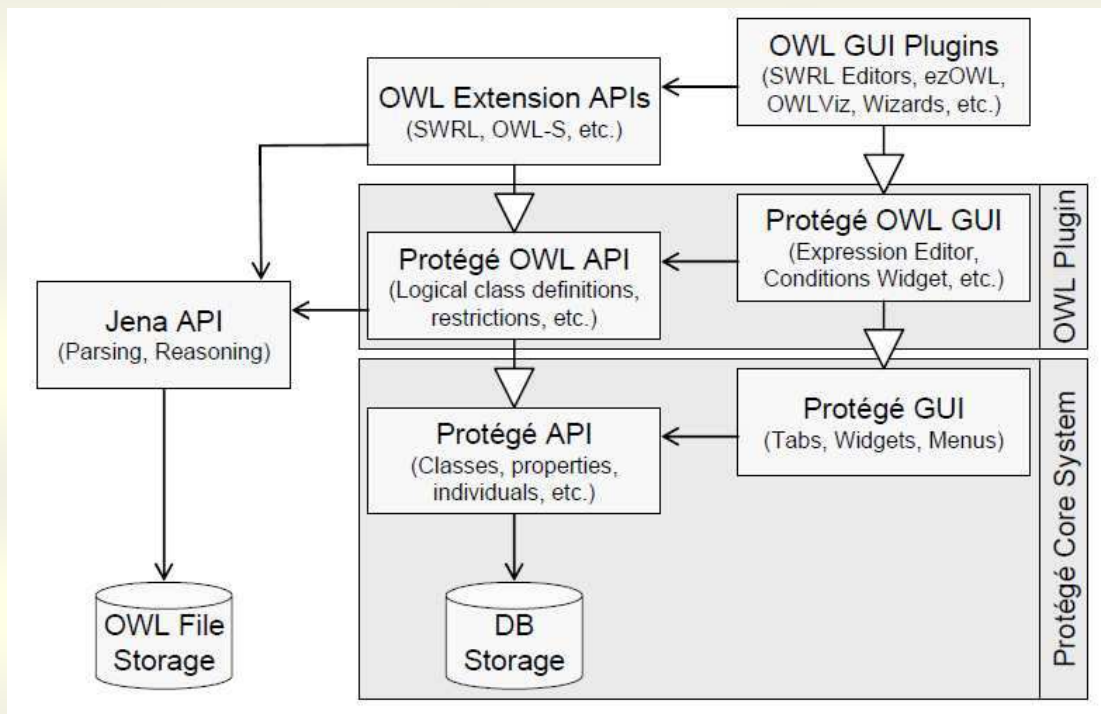 OWL GUI Plugins
(SWRL Editors, ezOWL,
OWLViz, Wizards, etc.)
OWL Extension APIs
(SWRL, OWL-S, etc.)
Protégé OWL API
(Logical class definitions,
restrictions, etc.)
Protégé OWL GUI
(Expression Editor,
Conditions Widget, etc.)
OWL Plugin
Jena API
(Parsing, Reasoning)
Protégé API
(Classes, properties,
individuals, etc.)
Protégé GUI
(Tabs, Widgets, Menus)
Protégé Core System
OWL File
Storage
DB
Storage